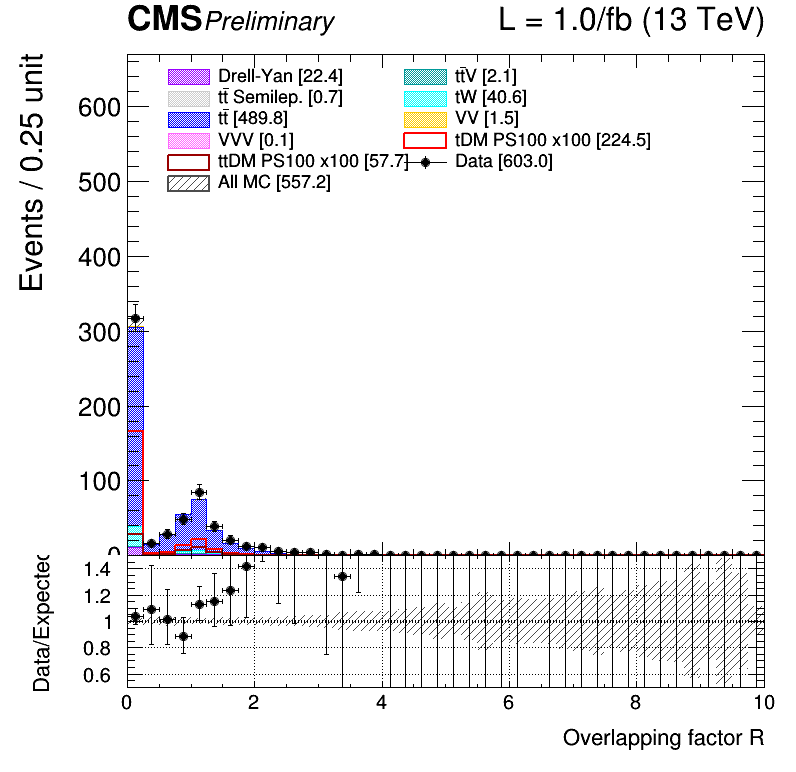 CMS Preliminary L = 1.0/fb (13 TeV)
Events / 0.25 unit
Drell-Yan [22.4] tt̄V [2.1]
tt̄ Semilep. [0.7] tW [40.6]
tt̄ [489.8] VV [1.5]
VVV [0.1] tDM PS100 x100 [224.5]
ttDM PS100 x100 [57.7] Data [603.0]
All MC [557.2]
600
500
400
300
200
100
0
Data/Expected
1.4
1.2
1
0.8
0.6
0 2 4 6 8 10
Overlapping factor R